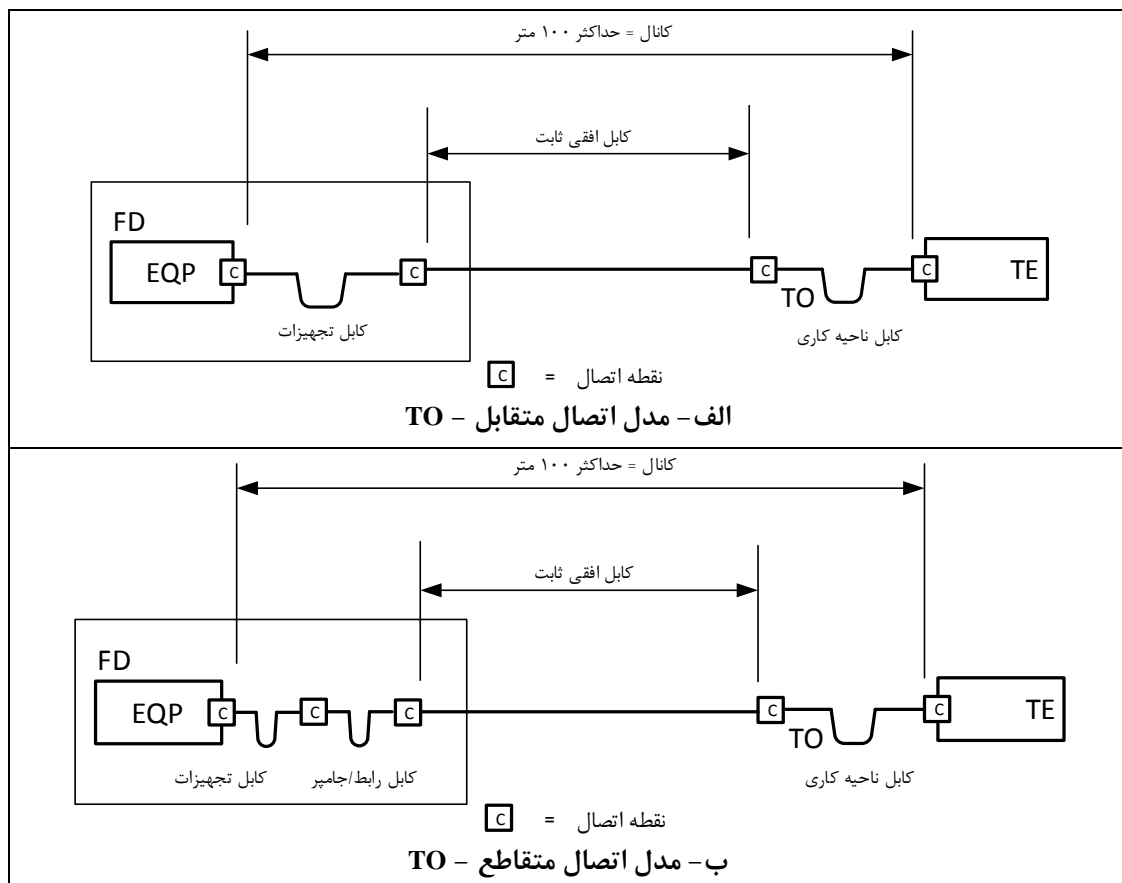 کانال = حداکثر ۱۰۰ متر
کابل افقی ثابت
FD
EQP
C
C
C
C
TE
TO
کابل تجهیزات
کابل ناحیه کاری
C = نقطه اتصال
الف- مدل اتصال متقابل – TO
کانال = حداکثر ۱۰۰ متر
کابل افقی ثابت
FD
EQP
C
C
C
C
C
TE
TO
کابل تجهیزات
کابل رابط/جامپر
کابل ناحیه کاری
C = نقطه اتصال
ب- مدل اتصال متقاطع – TO